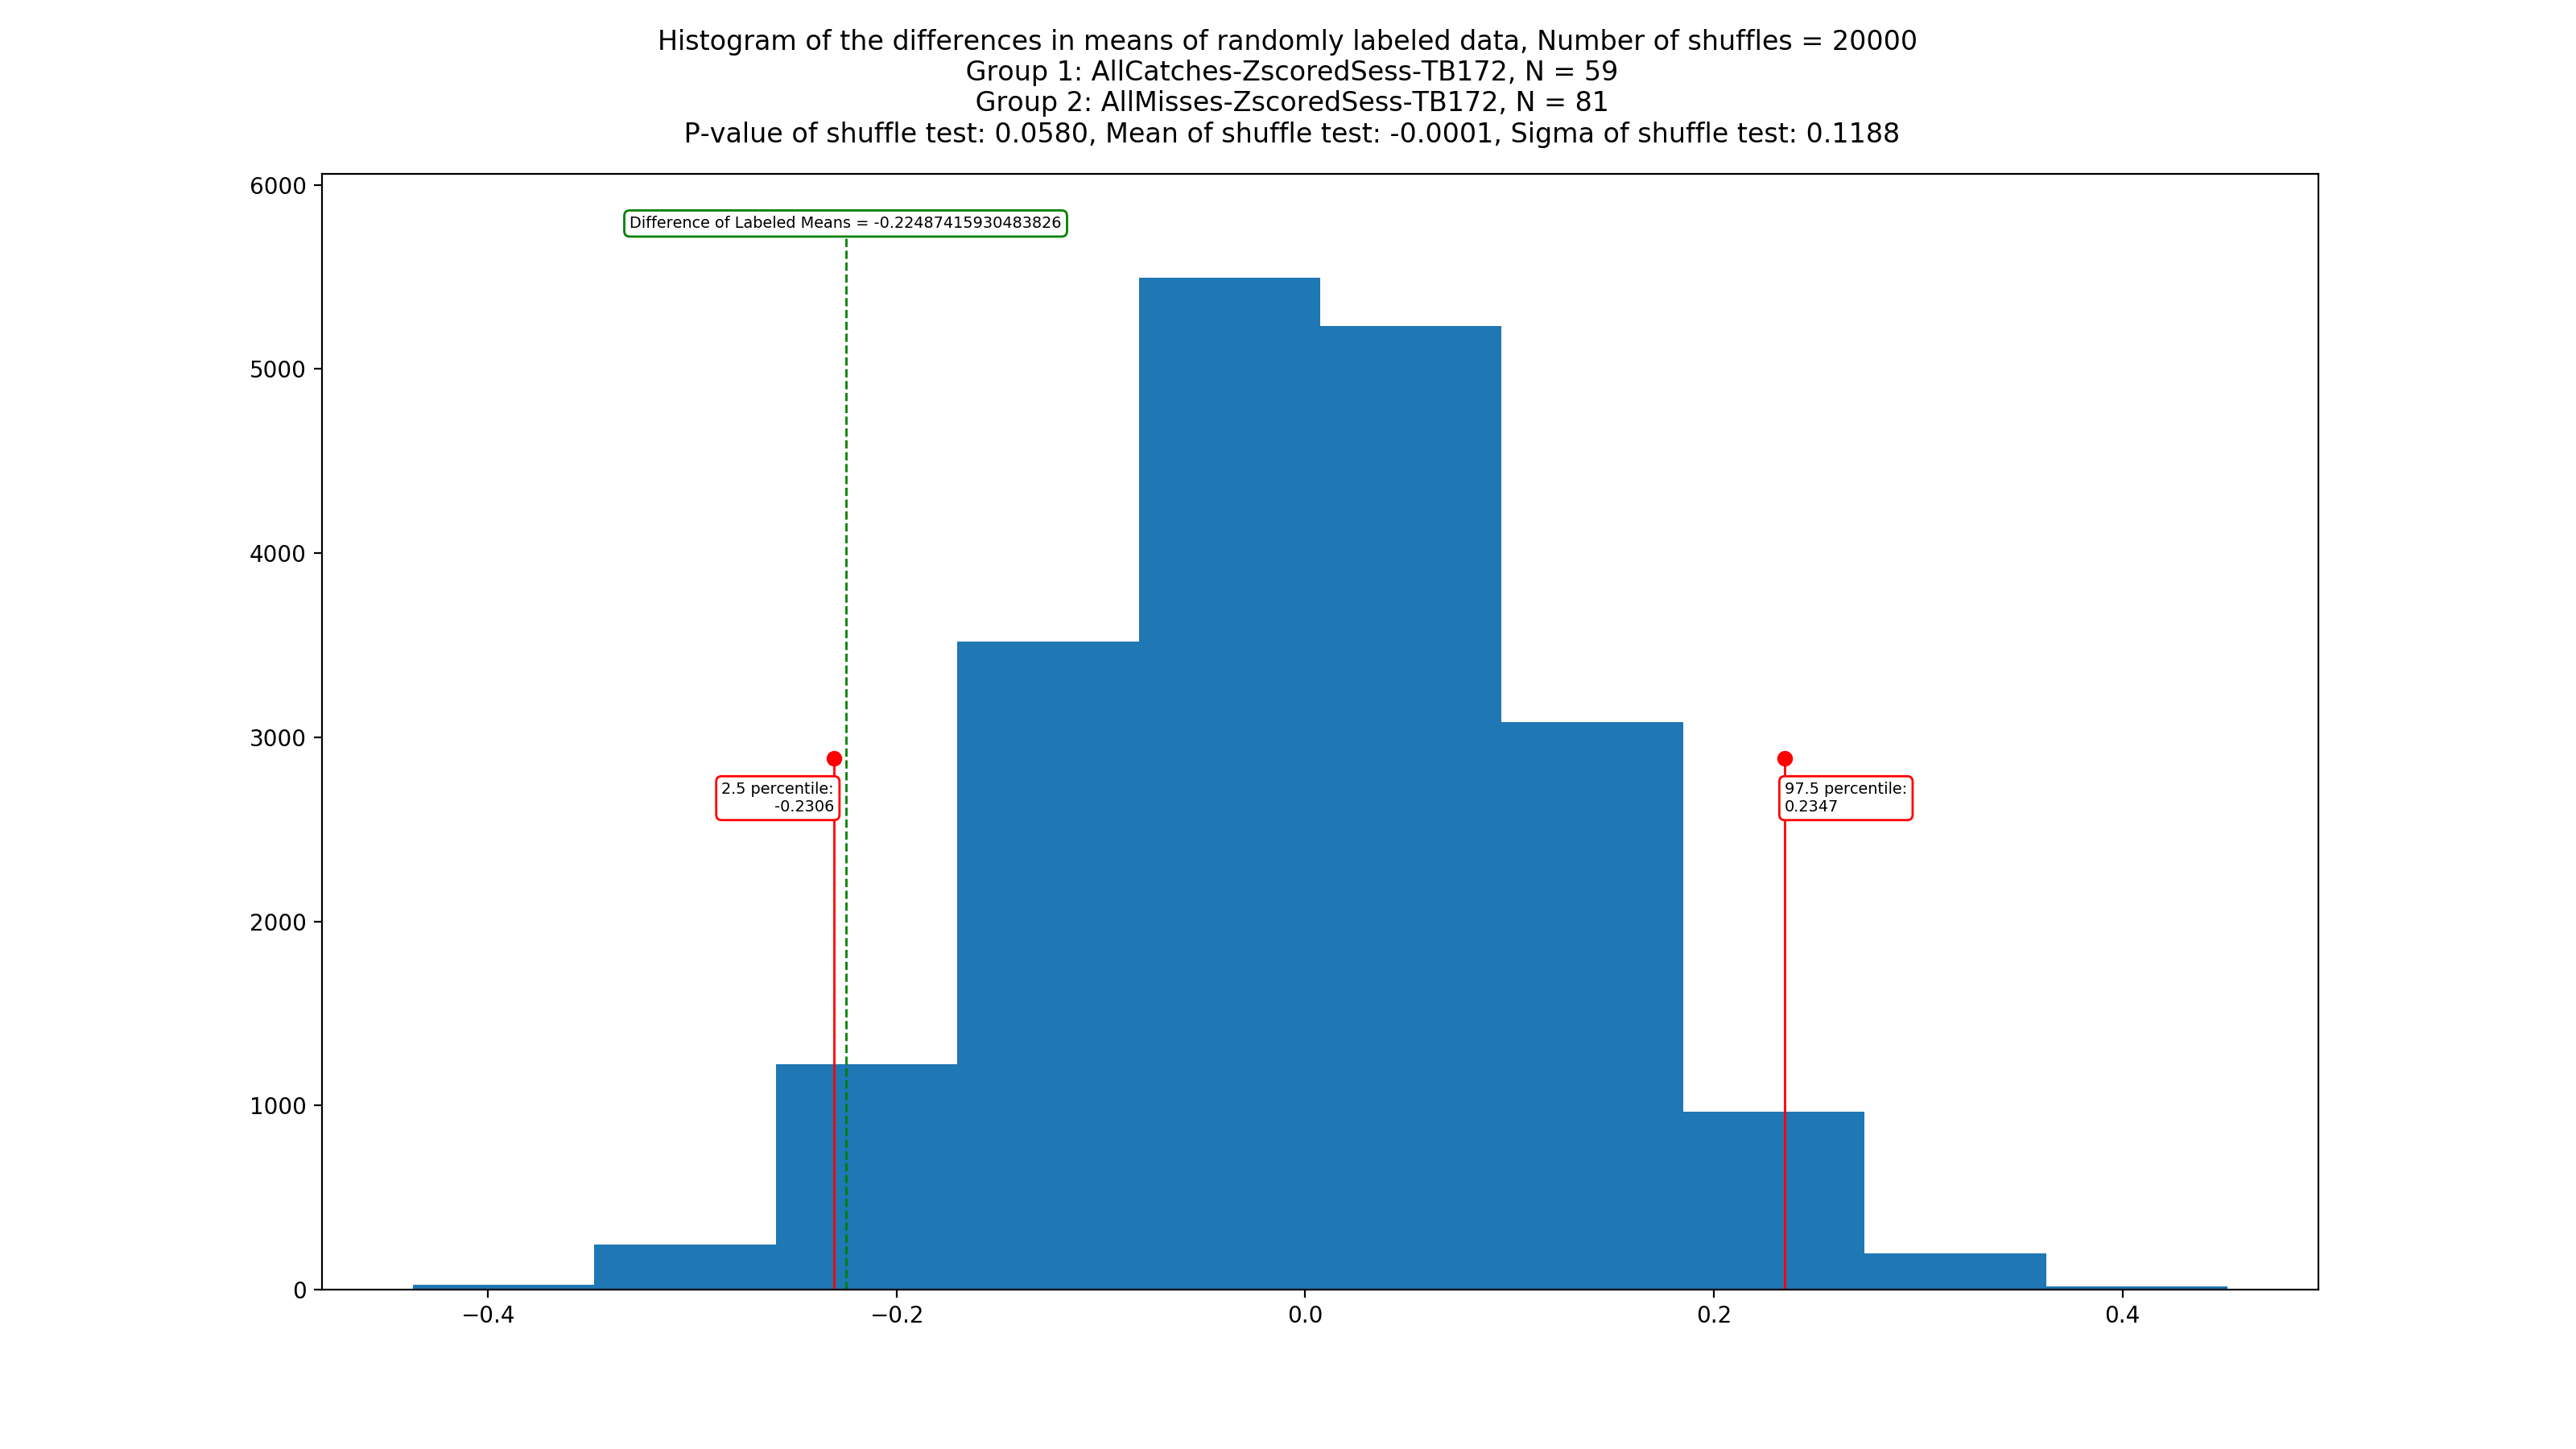 Histogram of the differences in means of randomly labeled data, Number of shuffles = 20000
Group 1: AllCatches-ZscoredSess-TB172, N = 59
Group 2: AllMisses-ZscoredSess-TB172, N = 81
P-value of shuffle test: 0.0580, Mean of shuffle test: -0.0001, Sigma of shuffle test: 0.1188
6000
Difference of Labeled Means = -0.22487415930483826
5000
4000
3000
2.5 percentile:
-0.2306
97.5 percentile:
0.2347
2000
1000
0
−0.4
−0.2
0.0
0.2
0.4